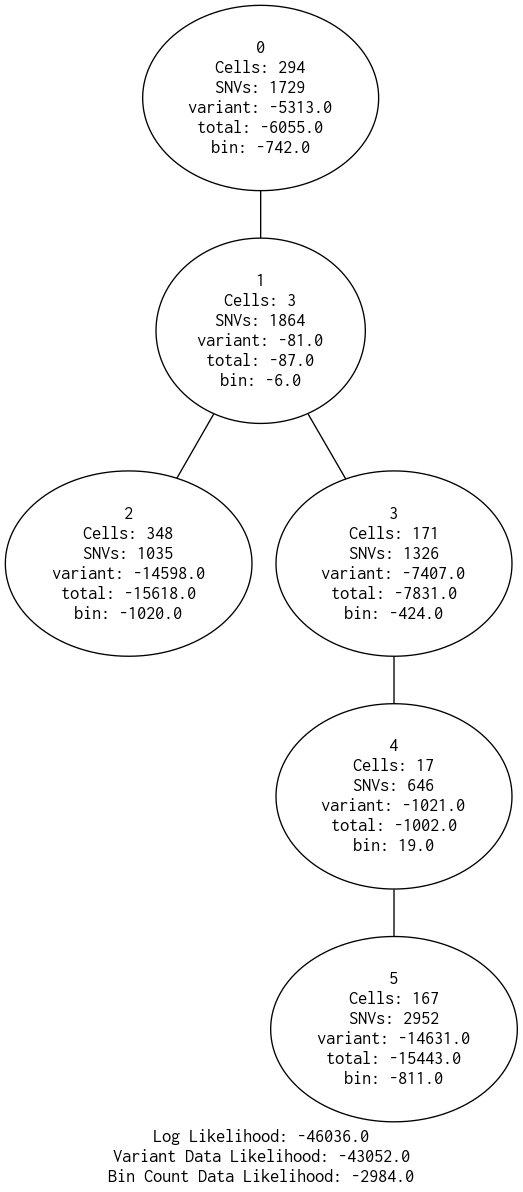 0
Cells: 294
SNVs: 1729
variant: -5313.0
total: -6055.0
bin: -742.0
1
Cells: 3
SNVs: 1864
variant: -81.0
total: -87.0
bin: -6.0
2
Cells: 348
SNVs: 1035
variant: -14598.0
total: -15618.0
bin: -1020.0
3
Cells: 171
SNVs: 1326
variant: -7407.0
total: -7831.0
bin: -424.0
4
Cells: 17
SNVs: 646
variant: -1021.0
total: -1002.0
bin: 19.0
5
Cells: 167
SNVs: 2952
variant: -14631.0
total: -15443.0
bin: -811.0
Log Likelihood: -46036.0
Variant Data Likelihood: -43052.0
Bin Count Data Likelihood: -2984.0